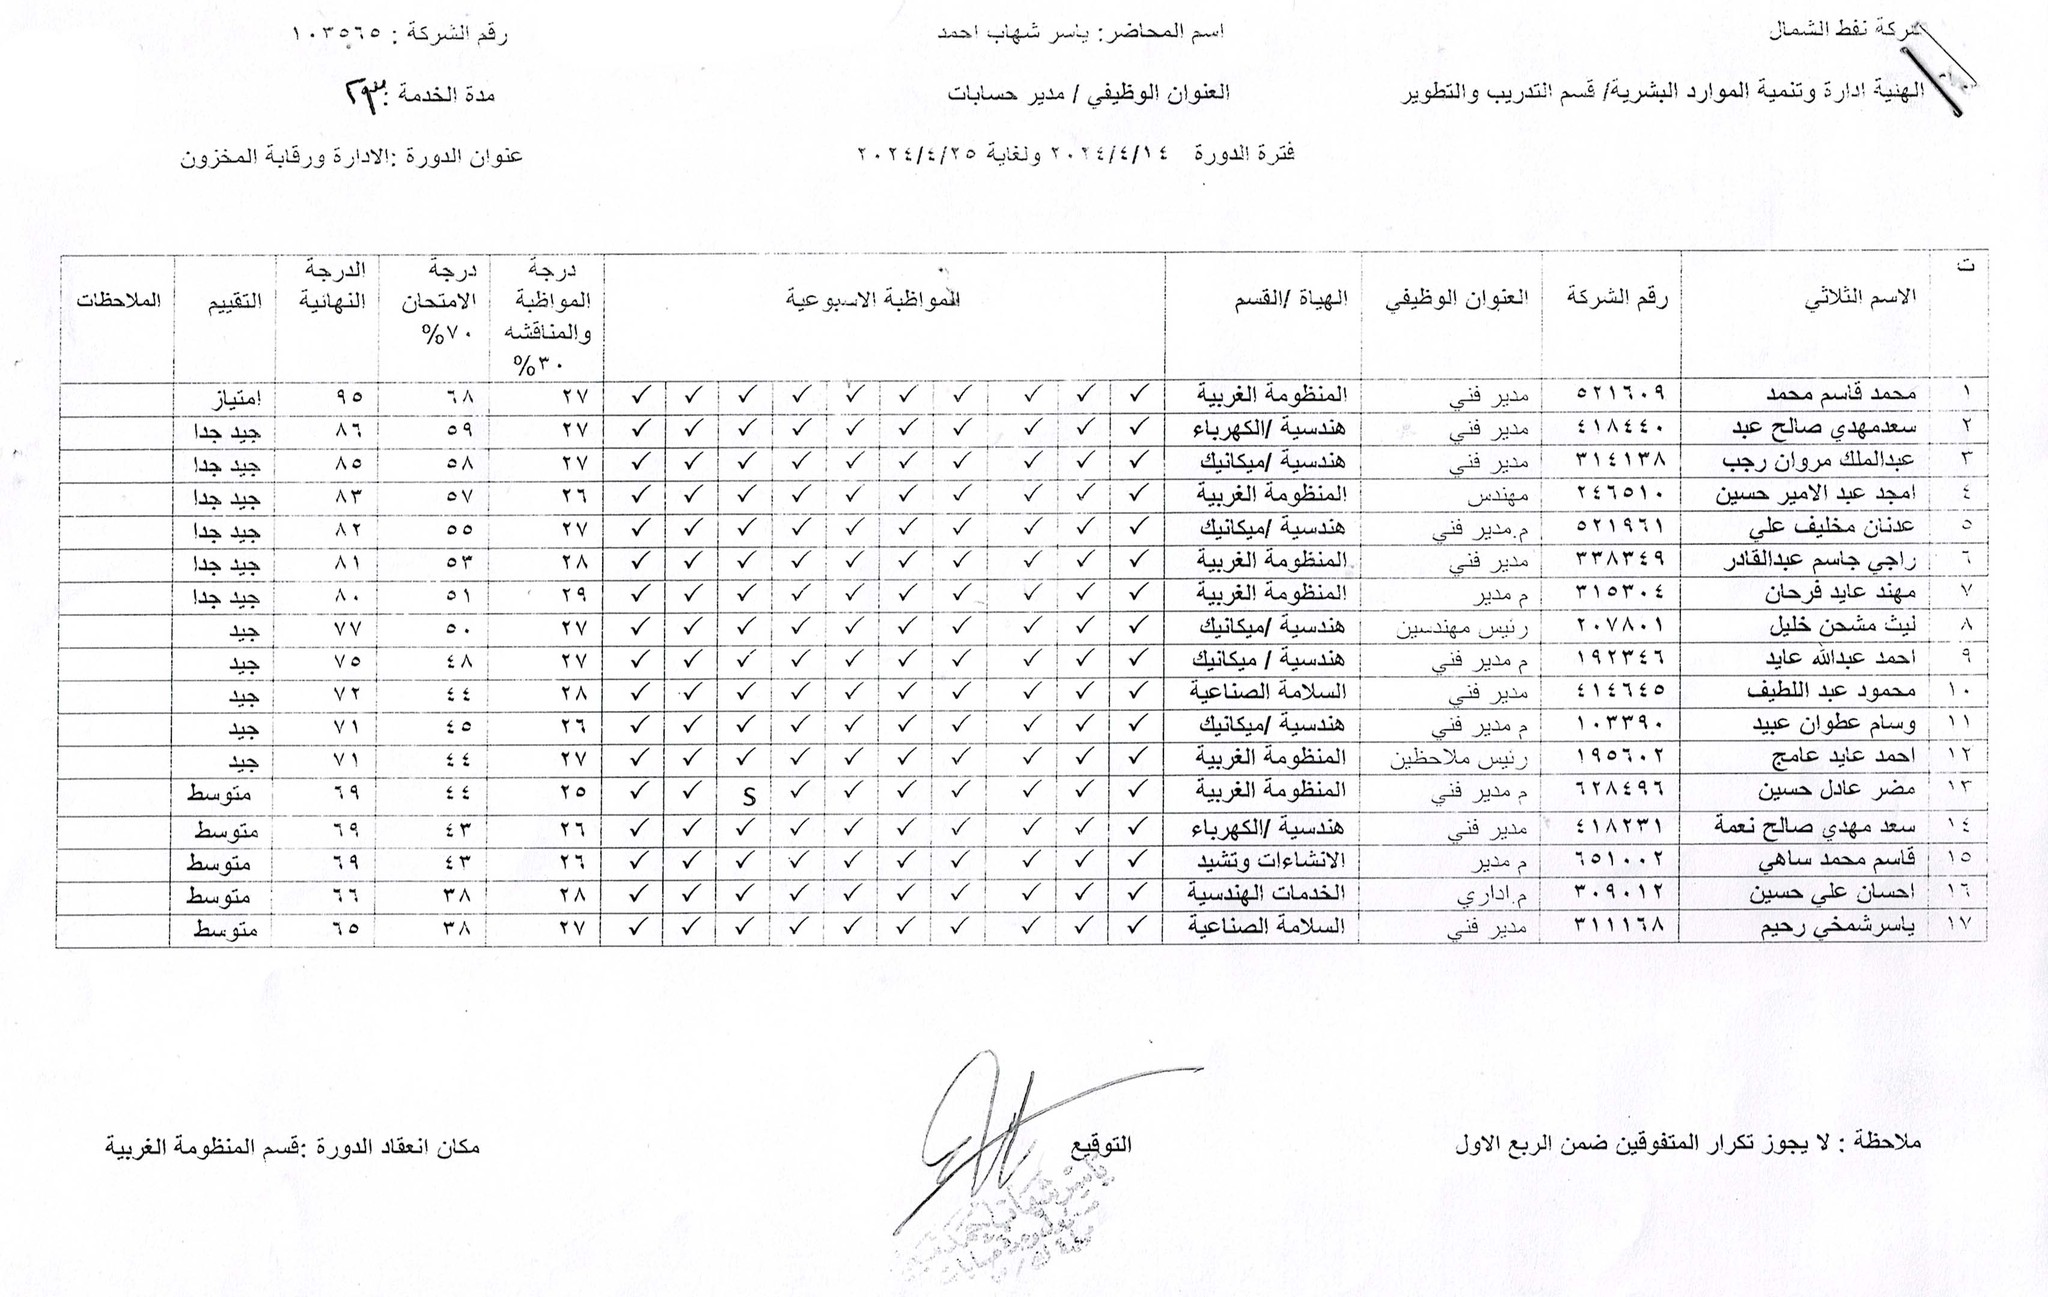 شركة نفط الشمال
اسم المحاضر: ياسر شهاب احمد
رقم الشركة : ١٠٣٥٦٥
الهئية ادارة وتنمية الموارد البشرية/ قسم التدريب والتطوير
العنوان الوظيفي / مدير حسابات
مدة الخدمة :
فترة الدورة ٢٠٢٤/٤/١٤ ولغاية ٢٠٢٤/٤/٢٥
عنوان الدورة :الادارة ورقابة المخزون
ت الاسم الثلاثي رقم الشركة العنوان الوظيفي الهياة /القسم المواظبة الاسبوعية درجة المواظبة والمناقشه ٣٠% درجة الامتحان ٧٠% الدرجة النهائية التقييم الملاحظات
١ محمد قاسم محمد ٥٢١٦٠٩ مدير فني المنظومة الغربية ✓ ✓ ✓ ✓ ✓ ✓ ✓ ✓ ✓ ✓ ٢٧ ٦٨ ٩٥ امتياز
٢ سعدمهدي صالح عبد ٤١٨٤٤٠ مدير فني هندسية /الكهرباء ✓ ✓ ✓ ✓ ✓ ✓ ✓ ✓ ✓ ✓ ٢٧ ٥٩ ٨٦ جيد جدا
٣ عبدالملك مروان رجب ٣١٤١٣٨ مدير فني هندسية /ميكانيك ✓ ✓ ✓ ✓ ✓ ✓ ✓ ✓ ✓ ✓ ٢٧ ٥٨ ٨٥ جيد جدا
٤ امجد عبد الامير حسين ٢٤٦٥١٠ مهندس المنظومة الغربية ✓ ✓ ✓ ✓ ✓ ✓ ✓ ✓ ✓ ✓ ٢٦ ٥٧ ٨٣ جيد جدا
٥ عدنان مخليف علي ٥٢١٩٦١ م.مدير فني هندسية /ميكانيك ✓ ✓ ✓ ✓ ✓ ✓ ✓ ✓ ✓ ✓ ٢٧ ٥٥ ٨٢ جيد جدا
٦ راجي جاسم عبدالقادر ٣٣٨٣٤٩ مدير فني المنظومة الغربية ✓ ✓ ✓ ✓ ✓ ✓ ✓ ✓ ✓ ✓ ٢٨ ٥٣ ٨١ جيد جدا
٧ مهند عايد فرحان ٣١٥٣٠٤ م مدير المنظومة الغربية ✓ ✓ ✓ ✓ ✓ ✓ ✓ ✓ ✓ ✓ ٢٩ ٥١ ٨٠ جيد جدا
٨ ليث مشحن خليل ٢٠٧٨٠١ رئيس مهندسين هندسية /ميكانيك ✓ ✓ ✓ ✓ ✓ ✓ ✓ ✓ ✓ ✓ ٢٧ ٥٠ ٧٧ جيد
٩ احمد عبدالله عايد ١٩٢٣٤٦ م مدير فني هندسية / ميكانيك ✓ ✓ ✓ ✓ ✓ ✓ ✓ ✓ ✓ ✓ ٢٧ ٤٨ ٧٥ جيد
١٠ محمود عبد اللطيف ٤١٤٦٤٥ مدير فني السلامة الصناعية ✓ ✓ ✓ ✓ ✓ ✓ ✓ ✓ ✓ ✓ ٢٨ ٤٤ ٧٢ جيد
١١ وسام عطوان عبيد ١٠٣٣٩٠ م مدير فني هندسية /ميكانيك ✓ ✓ ✓ ✓ ✓ ✓ ✓ ✓ ✓ ✓ ٢٦ ٤٥ ٧١ جيد
١٢ احمد عايد عامج ١٩٥٦٠٢ رئيس ملاحظين المنظومة الغربية ✓ ✓ ✓ ✓ ✓ ✓ ✓ ✓ ✓ ✓ ٢٧ ٤٤ ٧١ جيد
١٣ مضر عادل حسين ٦٢٨٤٩٦ م مدير فني المنظومة الغربية ✓ ✓ ✓ ✓ ✓ ✓ ✓ S ✓ ✓ ٢٥ ٤٤ ٦٩ متوسط
١٤ سعد مهدي صالح نعمة ٤١٨٢٣١ مدير فني هندسية /الكهرباء ✓ ✓ ✓ ✓ ✓ ✓ ✓ ✓ ✓ ✓ ٢٦ ٤٣ ٦٩ متوسط
١٥ قاسم محمد ساهي ٦٥١٠٠٢ م مدير الانشاءات وتشيد ✓ ✓ ✓ ✓ ✓ ✓ ✓ ✓ ✓ ✓ ٢٦ ٤٣ ٦٩ متوسط
١٦ احسان علي حسين ٣٠٩٠١٢ م.اداري الخدمات الهندسية ✓ ✓ ✓ ✓ ✓ ✓ ✓ ✓ ✓ ✓ ٢٨ ٣٨ ٦٦ متوسط
١٧ ياسرشمخي رحيم ٣١١١٦٨ مدير فني السلامة الصناعية ✓ ✓ ✓ ✓ ✓ ✓ ✓ ✓ ✓ ✓ ٢٧ ٣٨ ٦٥ متوسط
ملاحظة : لا يجوز تكرار المتفوقين ضمن الربع الاول
التوقيع
مكان انعقاد الدورة :قسم المنظومة الغربية
ياسر شهاب احمد